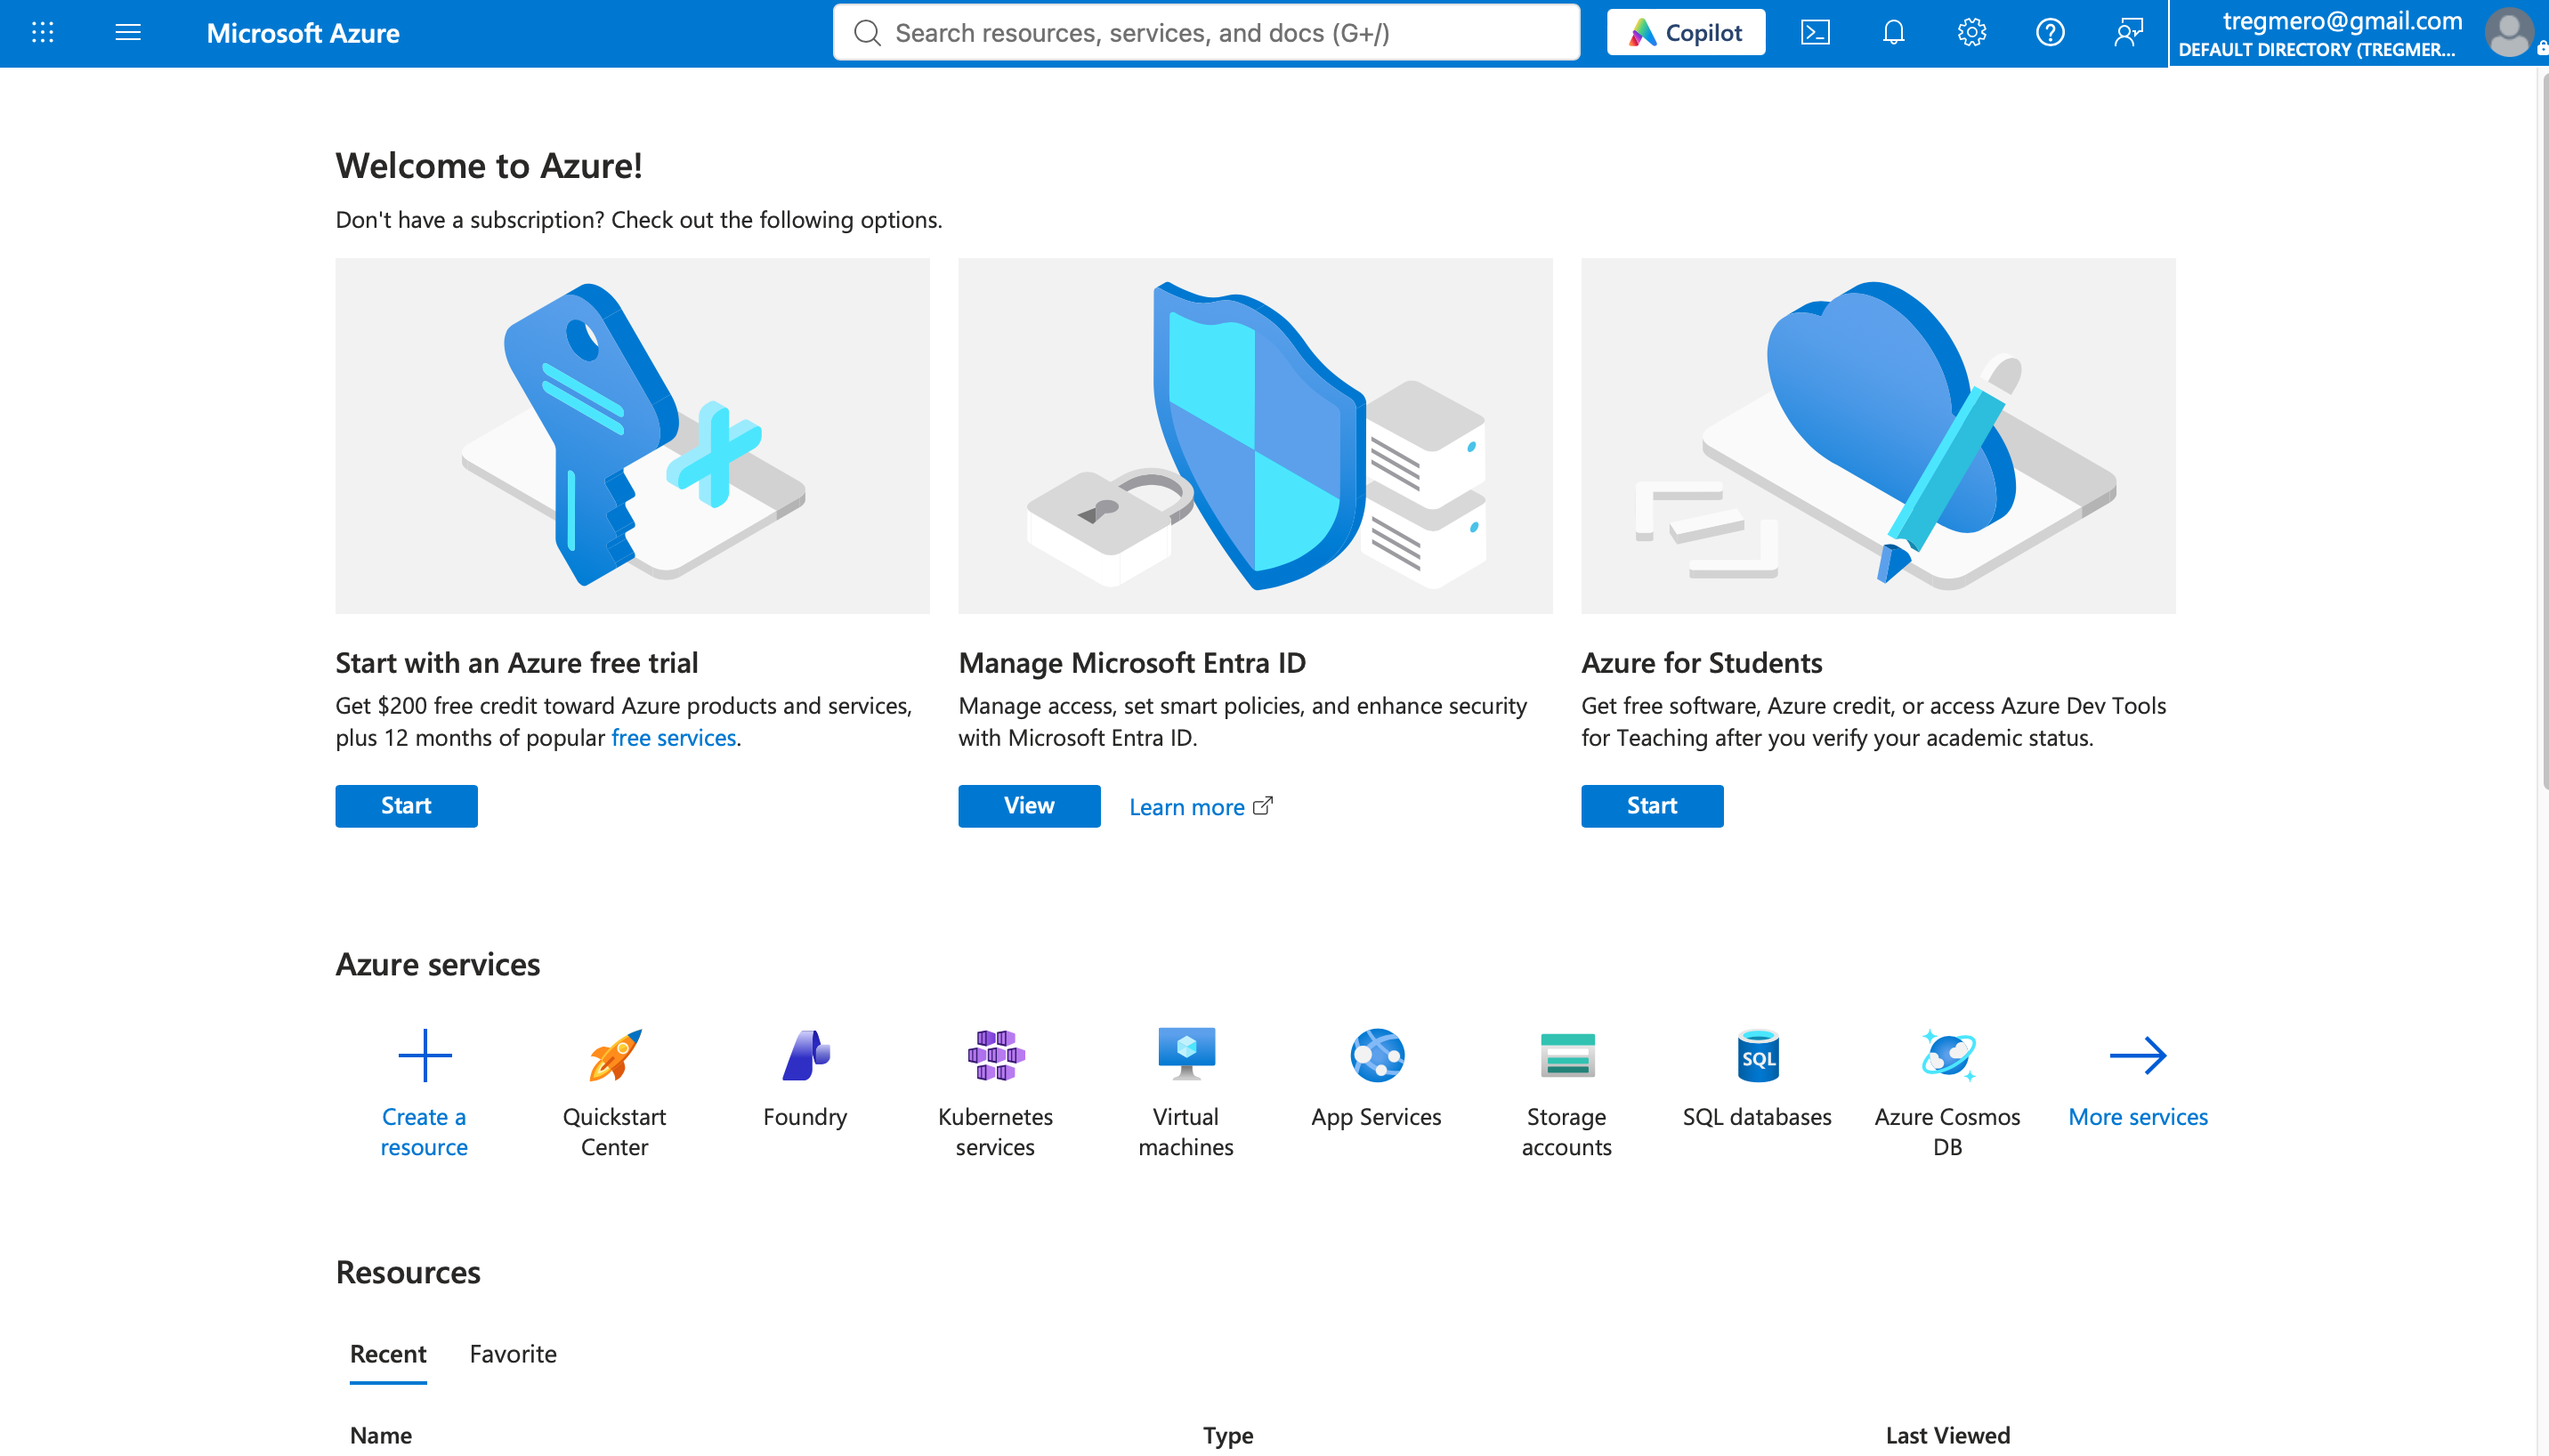 Microsoft Azure
Search resources, services, and docs (G+/)
Copilot
tregmero@gmail.com
DEFAULT DIRECTORY (TREGMER...
Welcome to Azure!
Don't have a subscription? Check out the following options.
Start with an Azure free trial
Get $200 free credit toward Azure products and services,
plus 12 months of popular free services.
Start
Manage Microsoft Entra ID
Manage access, set smart policies, and enhance security
with Microsoft Entra ID.
View
Learn more
Azure for Students
Get free software, Azure credit, or access Azure Dev Tools
for Teaching after you verify your academic status.
Start
Azure services
Create a
resource
Quickstart
Center
Foundry
Kubernetes
services
Virtual
machines
App Services
Storage
accounts
SQL
SQL databases
Azure Cosmos
DB
More services
Resources
Recent
Favorite
Name
Type
Last Viewed